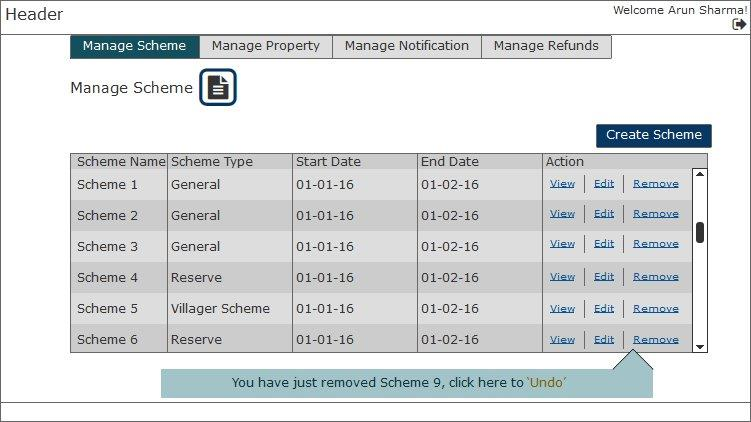 Header
Welcome Arun Sharma!
Manage Scheme Manage Property Manage Notification Manage Refunds
Manage Scheme
Create Scheme
Scheme Name Scheme Type Start Date End Date Action
Scheme 1 General 01-01-16 01-02-16 View Edit Remove
Scheme 2 General 01-01-16 01-02-16 View Edit Remove
Scheme 3 General 01-01-16 01-02-16 View Edit Remove
Scheme 4 Reserve 01-01-16 01-02-16 View Edit Remove
Scheme 5 Villager Scheme 01-01-16 01-02-16 View Edit Remove
Scheme 6 Reserve 01-01-16 01-02-16 View Edit Remove
You have just removed Scheme 9, click here to ‘Undo’